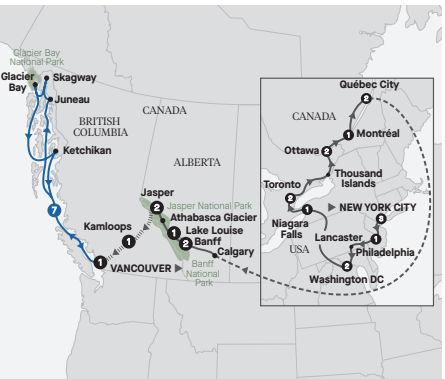 Glacier Bay
National Park
Glacier
Bay
Skagway
Juneau
BRITISH
COLUMBIA
CANADA
Ketchikan
ALBERTA
7
Jasper
2
Jasper National Park
Athabasca Glacier
1
Lake Louise
2
Banff
Calgary
Kamloops
1
1
VANCOUVER
Banff
National
Park
Québec City
2
CANADA
1
Montréal
Ottawa
2
Thousand
Islands
Toronto
2
NEW YORK CITY
3
1
Niagara
Falls
Lancaster
1
USA
Philadelphia
2
Washington DC